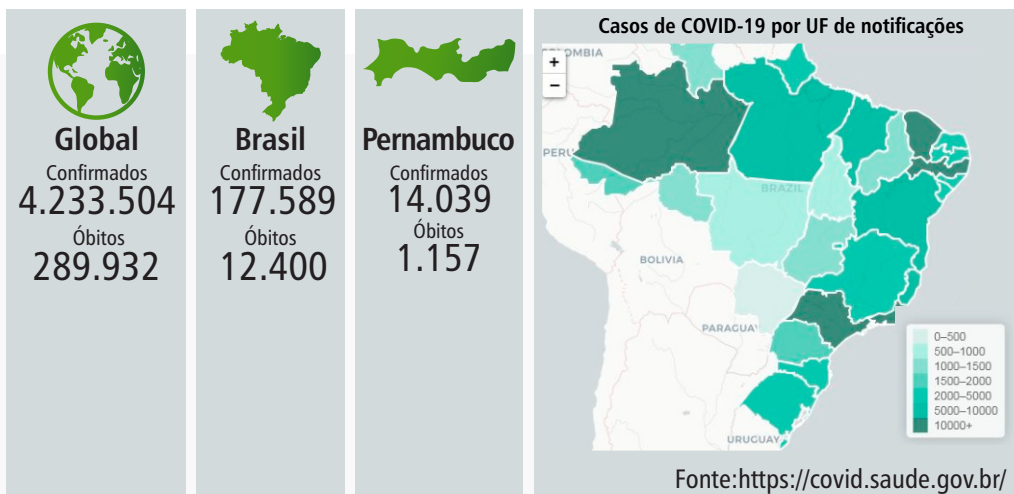 Global
Confirmados
4.233.504
Óbitos
289.932
Brasil
Confirmados
177.589
Óbitos
12.400
Pernambuco
Confirmados
14.039
Óbitos
1.157
Casos de COVID-19 por UF de notificações
+
−
OLOMBIA
PERU
BRAZIL
BOLIVIA
PARAGUA
URUGUAY
0–500
500–1000
1000–1500
1500–2000
2000–5000
5000–10000
10000+
Fonte:https://covid.saude.gov.br/